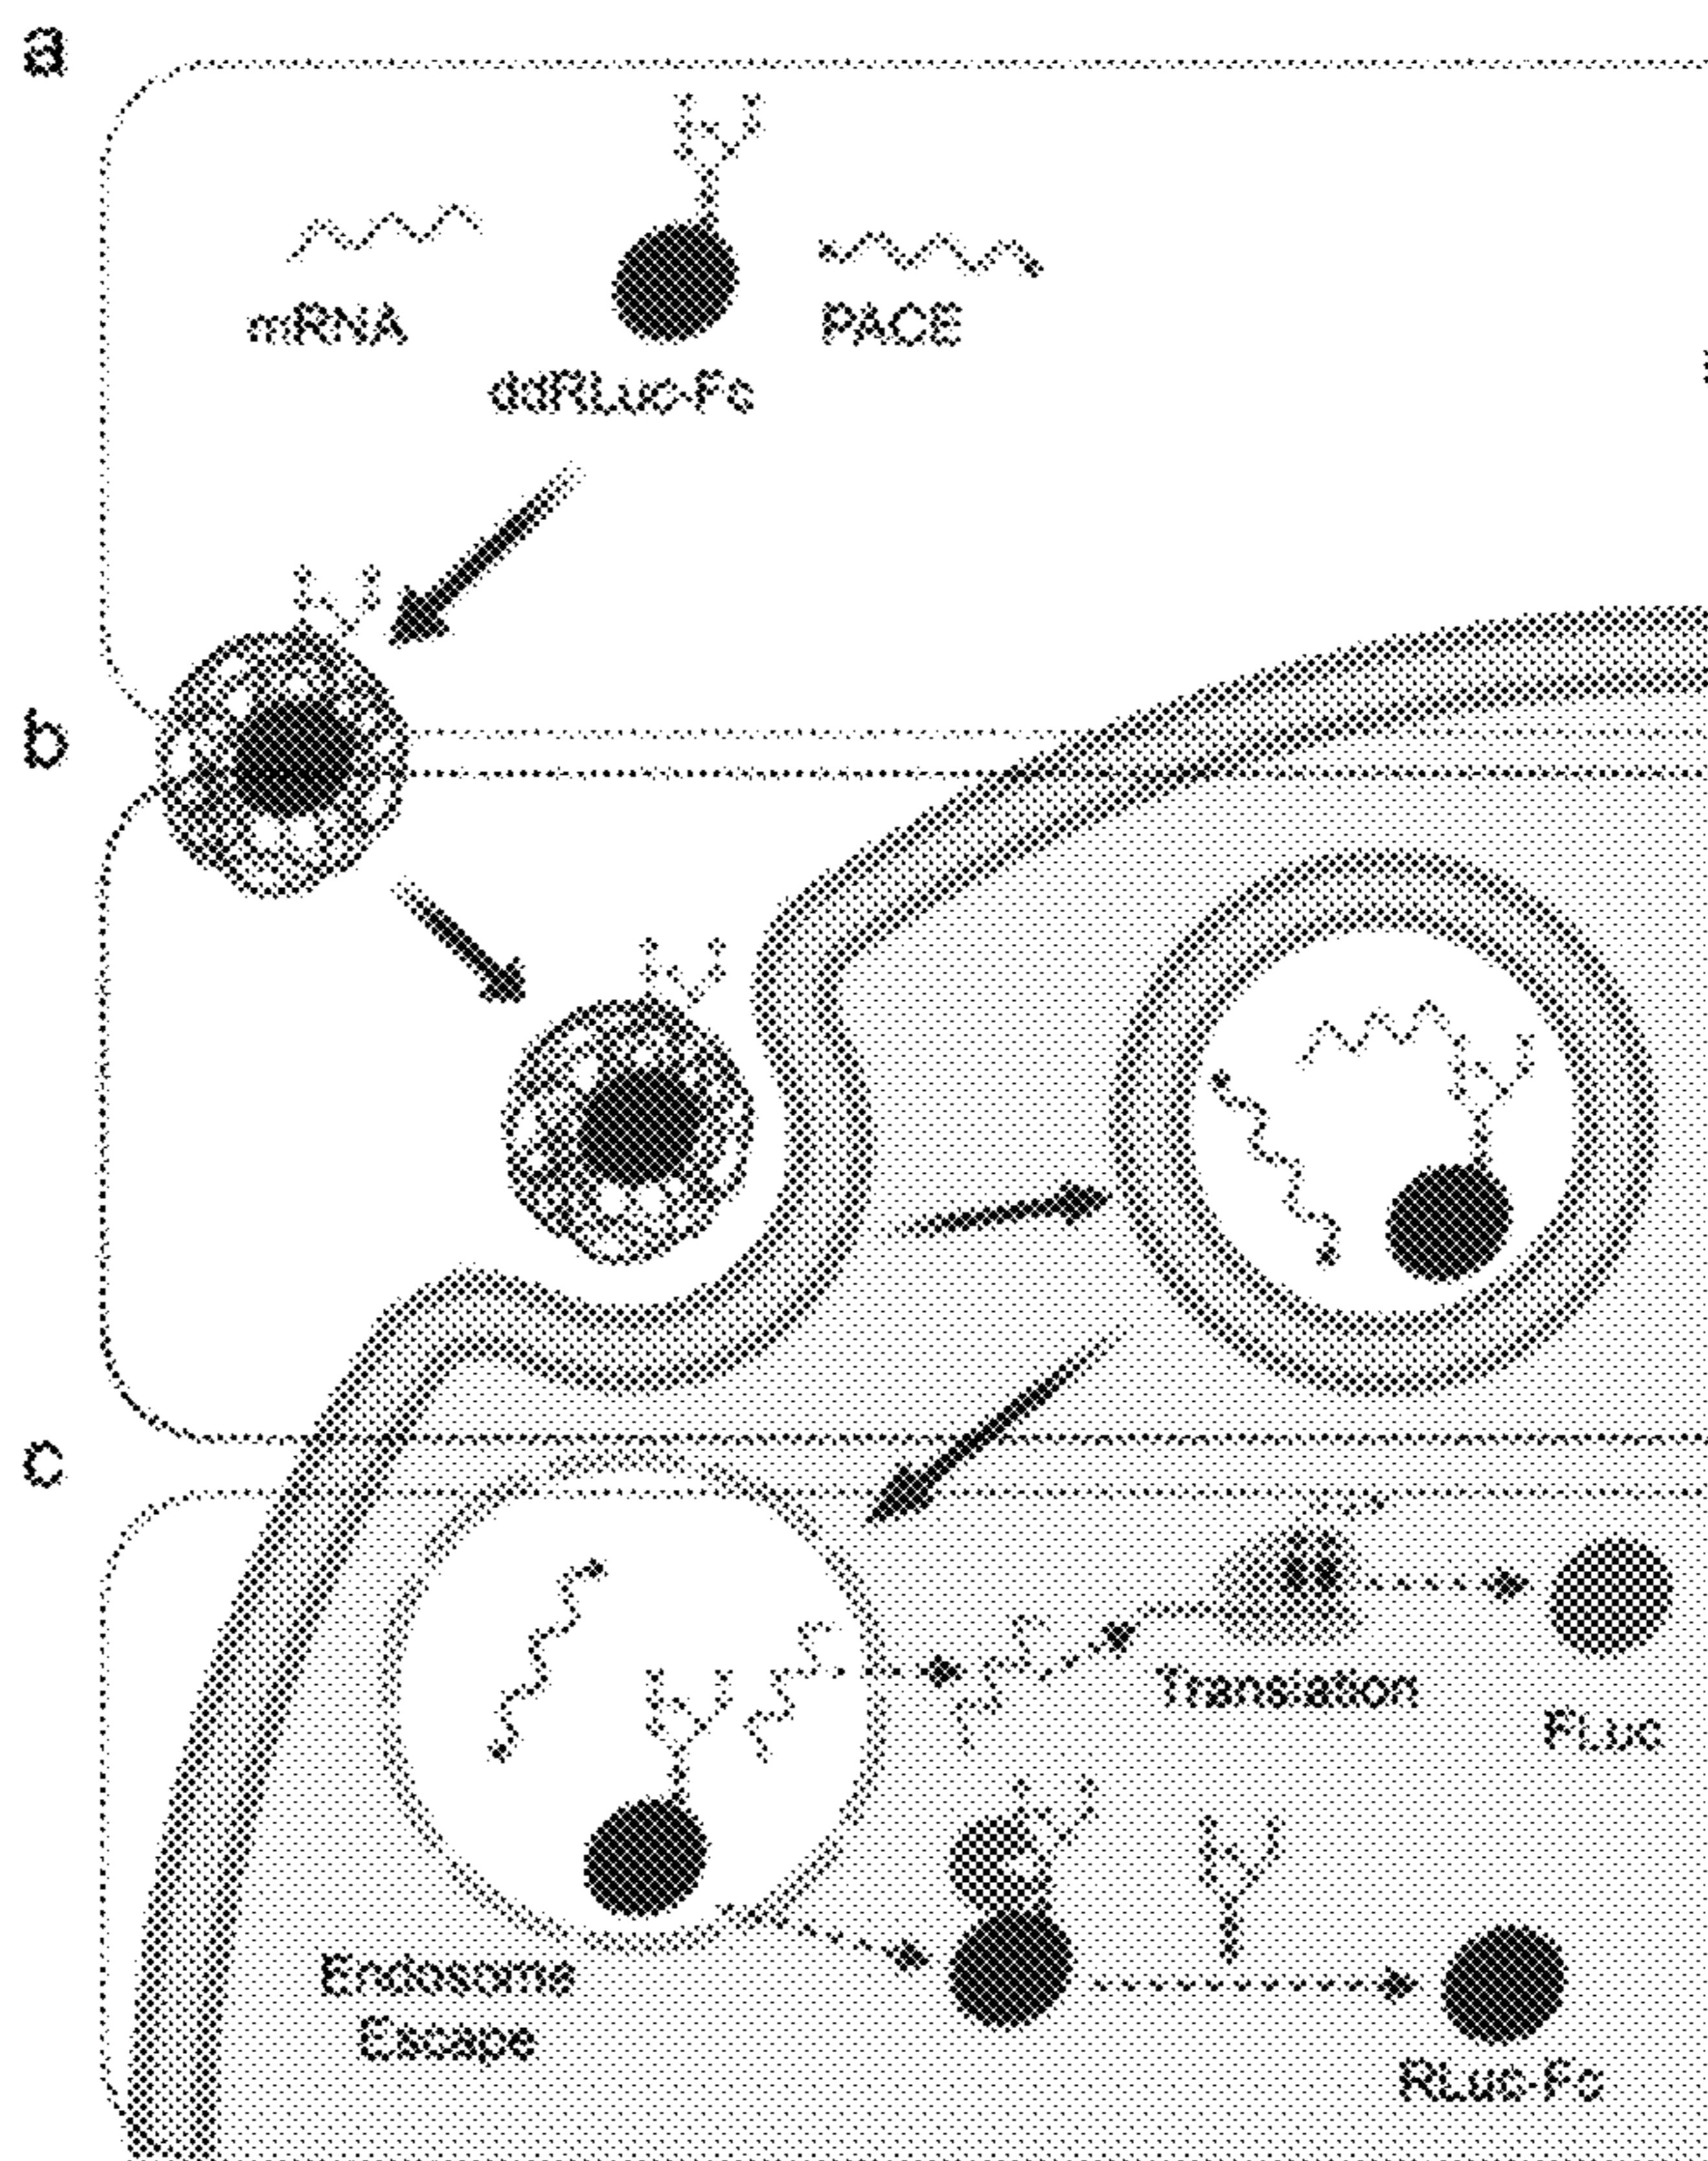 a
mRNA
PACE
ddRLuc-Fc
b
c
Translation
FLuc
Endosome
Escape
RLuc-Fc